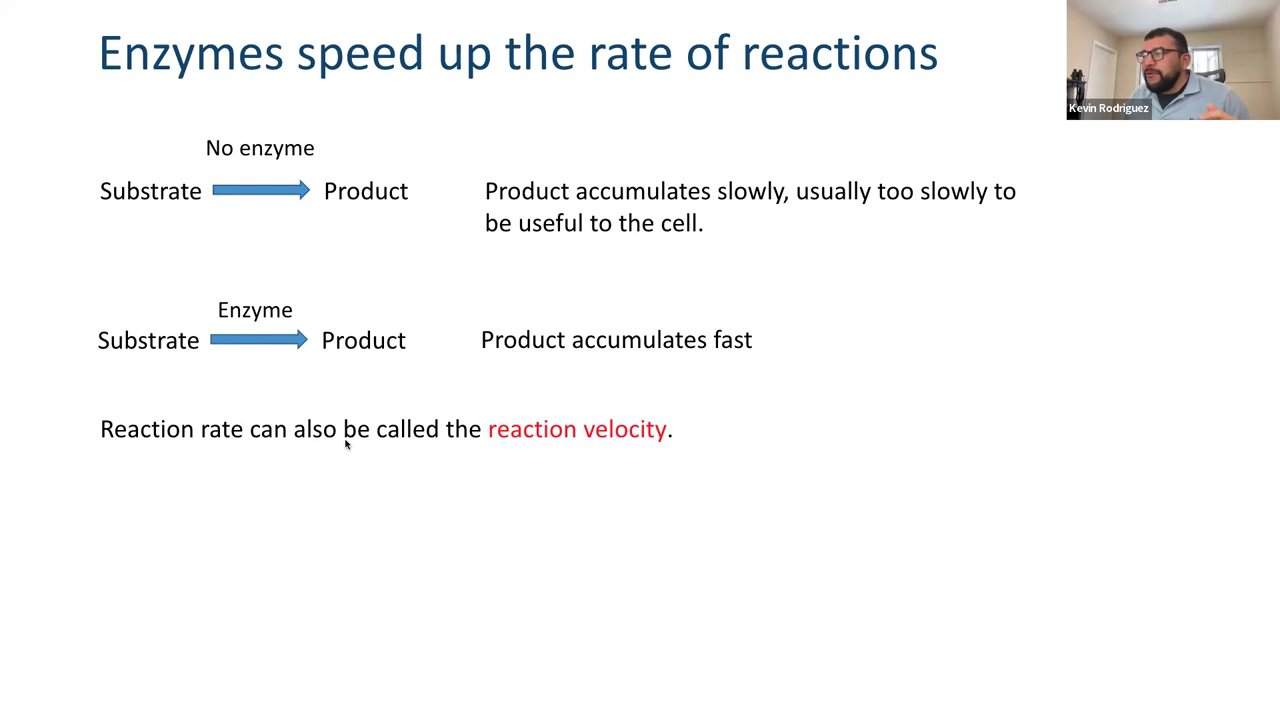 Enzymes speed up the rate of reactions
Kevin Rodriguez
No enzyme
Substrate
Product
Product accumulates slowly, usually too slowly to
be useful to the cell.
Enzyme
Substrate
Product
Product accumulates fast
Reaction rate can also be called the reaction velocity.